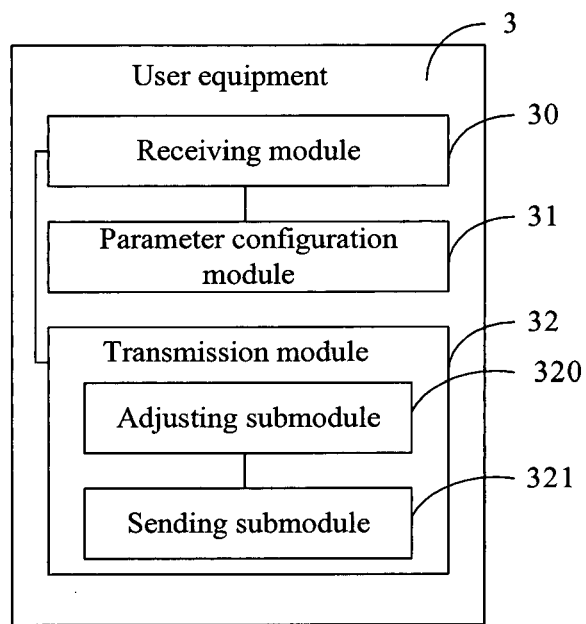 3
User equipment
30
Receiving module
31
Parameter configuration
module
32
Transmission module
320
Adjusting submodule
321
Sending submodule